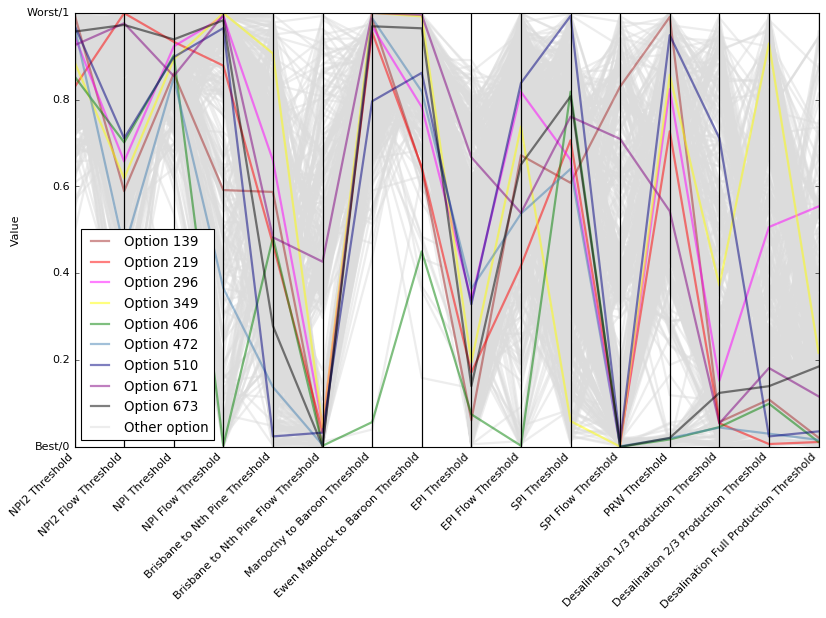 Worst/1
0.8
0.6
0.4
0.2
Best/0
Value
Option 139
Option 219
Option 296
Option 349
Option 406
Option 472
Option 510
Option 671
Option 673
Other option
NPI2 Threshold
NPI2 Flow Threshold
NPI Threshold
NPI Flow Threshold
Brisbane to Nth Pine Threshold
Brisbane to Nth Pine Flow Threshold
Maroochy to Baroon Threshold
Ewen Maddock to Baroon Threshold
EPI Threshold
EPI Flow Threshold
SPI Threshold
SPI Flow Threshold
PRW Threshold
Desalination 1/3 Production Threshold
Desalination 2/3 Production Threshold
Desalination Full Production Threshold